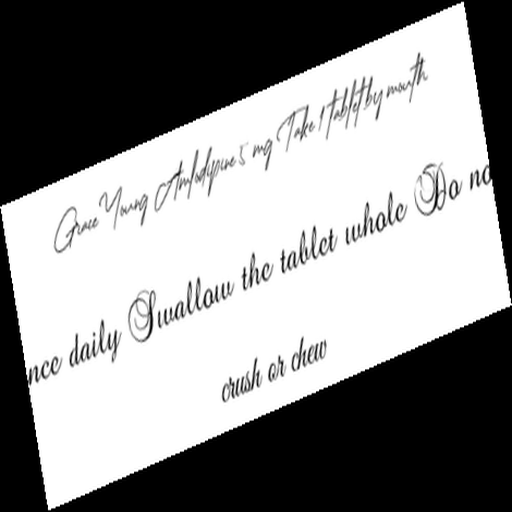 Grace Young Amlodipine 5 mg Take 1 tablet by mouth
nce daily Swallow the tablet whole Do no
crush or chew